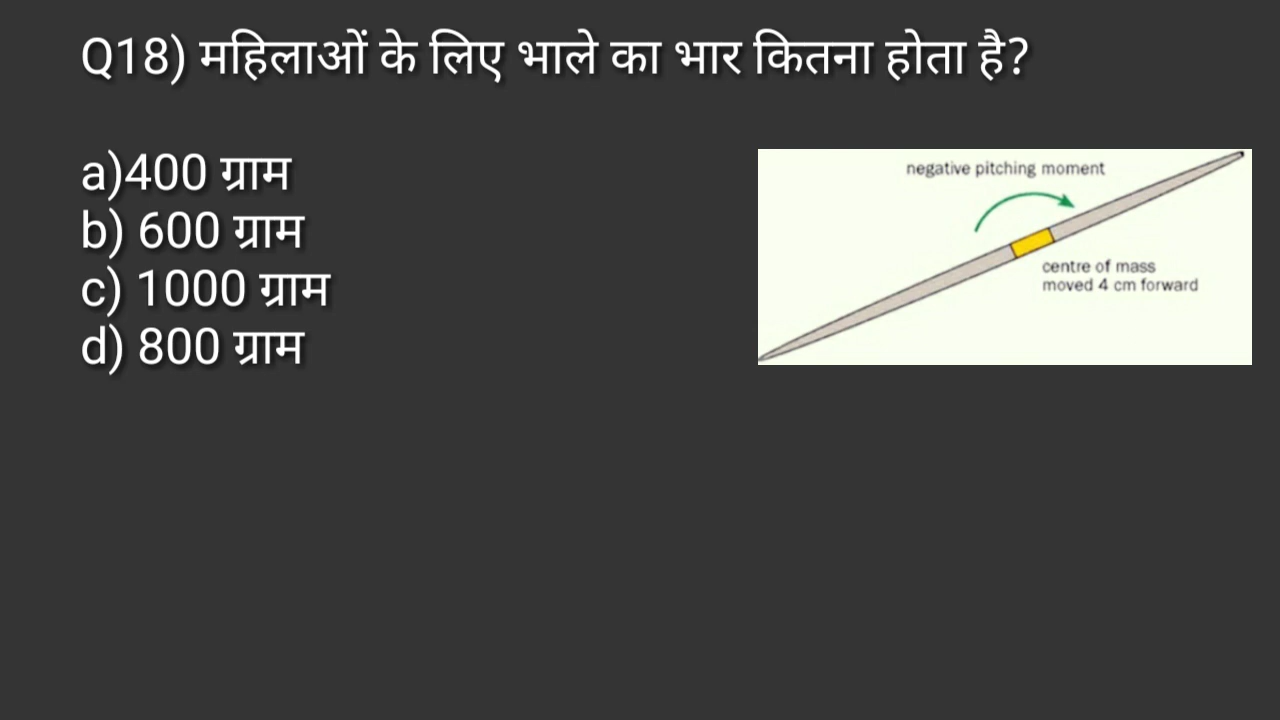 Q18) महिलाओं के लिए भाले का भार कितना होता है?
a)400 ग्राम
b) 600 ग्राम
c) 1000 ग्राम
d) 800 ग्राम
negative pitching moment
centre of mass
moved 4 cm forward